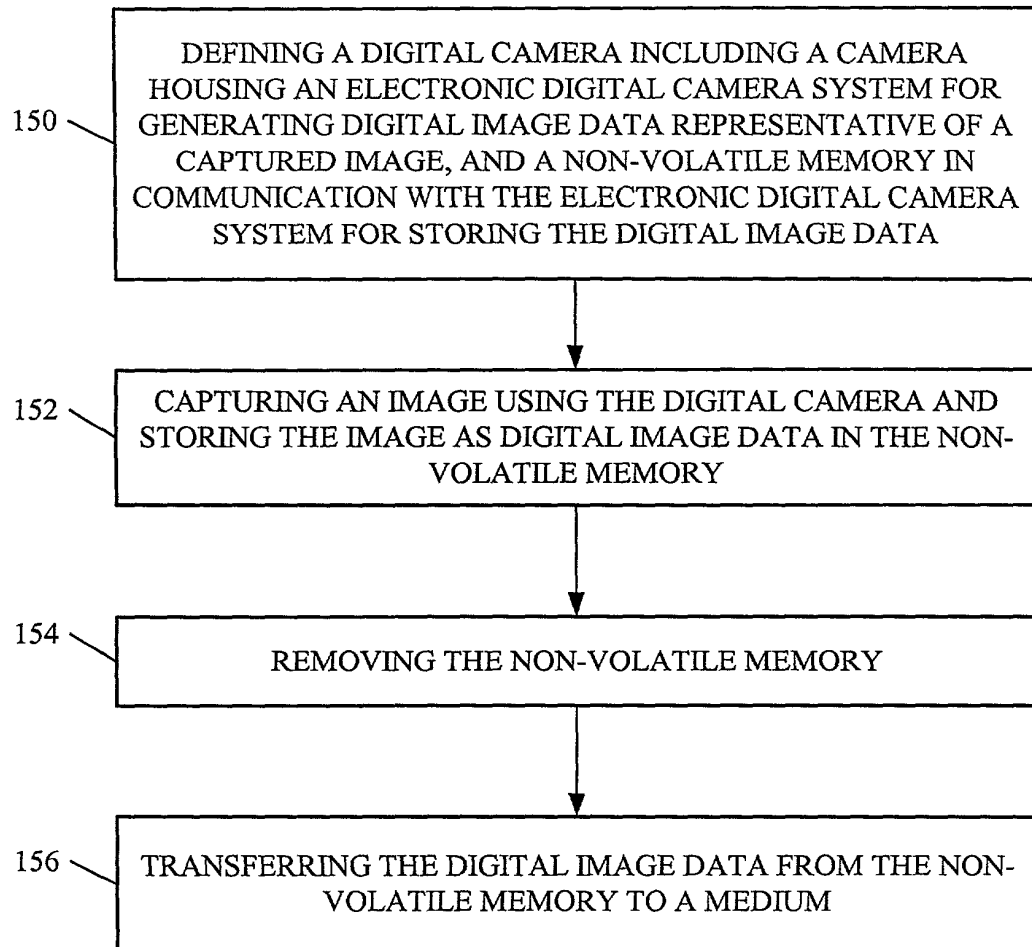 150
DEFINING A DIGITAL CAMERA INCLUDING A CAMERA
HOUSING AN ELECTRONIC DIGITAL CAMERA SYSTEM FOR
GENERATING DIGITAL IMAGE DATA REPRESENTATIVE OF A
CAPTURED IMAGE, AND A NON-VOLATILE MEMORY IN
COMMUNICATION WITH THE ELECTRONIC DIGITAL CAMERA
SYSTEM FOR STORING THE DIGITAL IMAGE DATA
152
CAPTURING AN IMAGE USING THE DIGITAL CAMERA AND
STORING THE IMAGE AS DIGITAL IMAGE DATA IN THE NON-
VOLATILE MEMORY
154
REMOVING THE NON-VOLATILE MEMORY
156
TRANSFERRING THE DIGITAL IMAGE DATA FROM THE NON-
VOLATILE MEMORY TO A MEDIUM